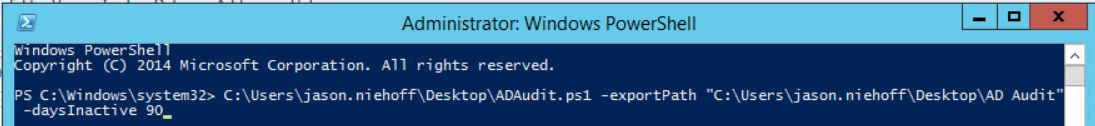 Administrator: Windows PowerShell
Windows PowerShell
Copyright (C) 2014 Microsoft Corporation. All rights reserved.
PS C:\Windows\system32> C:\Users\jason.niehoff\Desktop\ADAudit.ps1 -exportPath "C:\Users\jason.niehoff\Desktop\AD Audit"
-daysInactive 90_